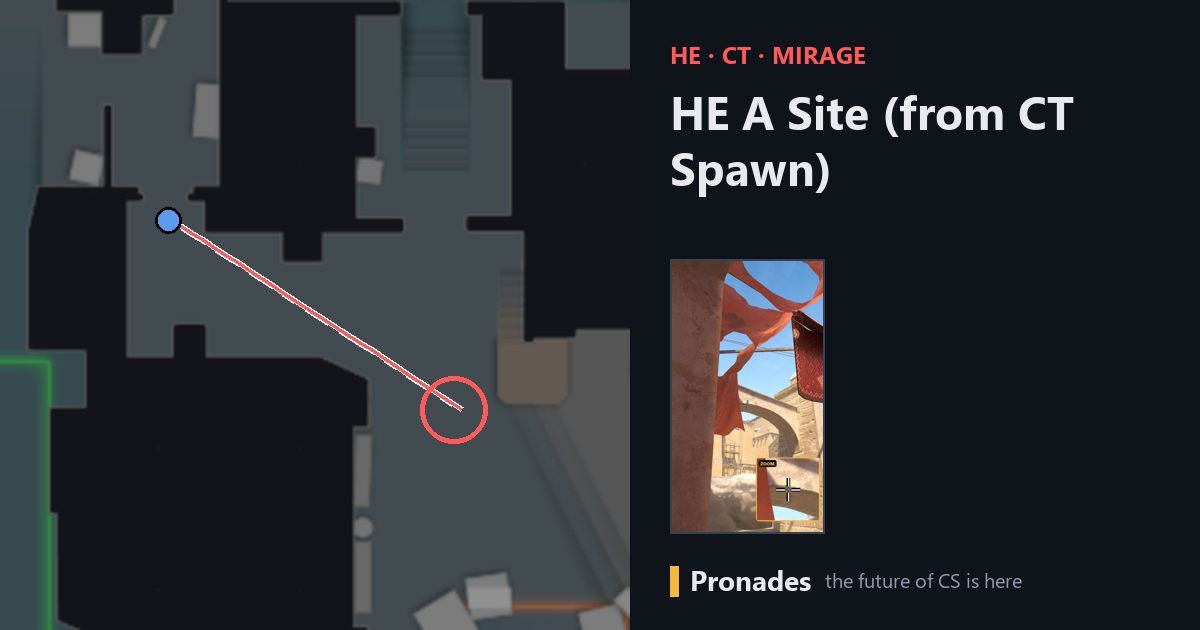 HE · CT · MIRAGE
HE A Site (from CT
Spawn)
ZOOM
Pronades the future of CS is here